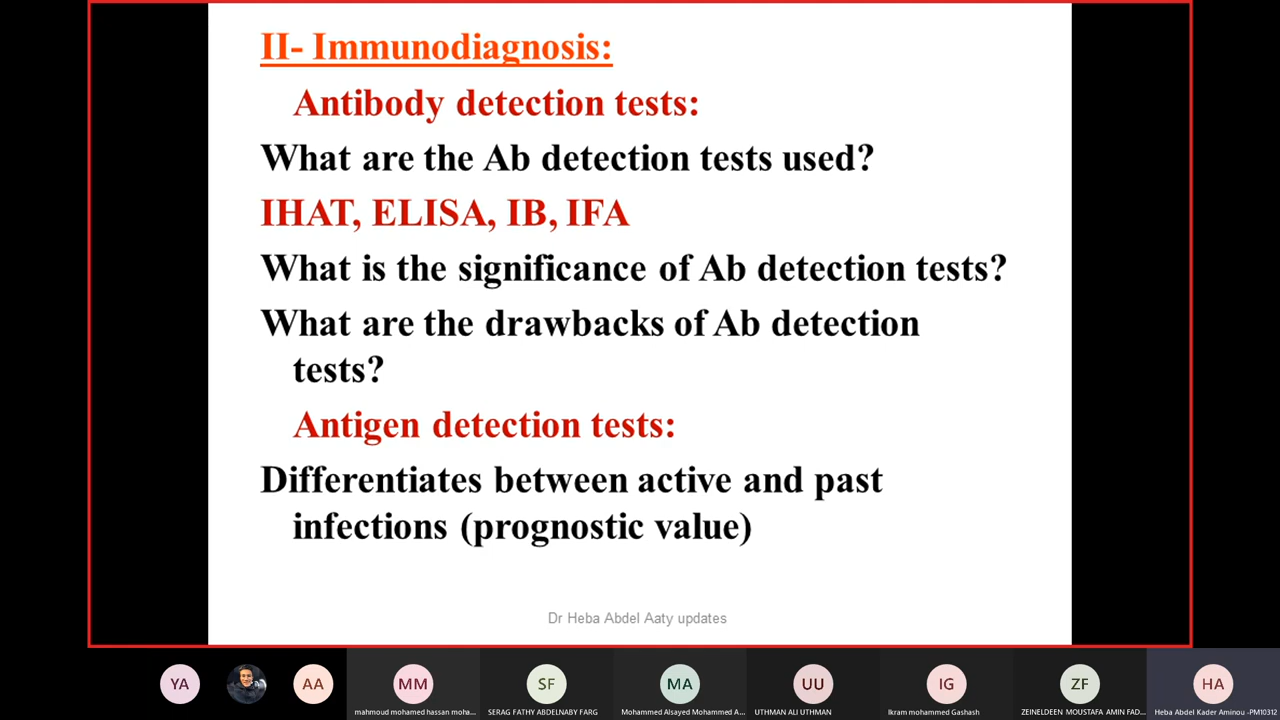 II- Immunodiagnosis:
Antibody detection tests:
What are the Ab detection tests used?
IHAT, ELISA, IB, IFA
What is the significance of Ab detection tests?
What are the drawbacks of Ab detection
tests?
Antigen detection tests:
Differentiates between active and past
infections (prognostic value)
Dr Heba Abdel Aaty updates
YA
AA
MM
SF
MA
UU
IG
ZF
HA
mahmoud mohamed hassan moha...
SERAG FATHY ABDELNABY FARG
Mohammed Alsayed Mohammed A...
UTHMAN ALI UTHMAN
Ikram mohammed Gashash
ZEINELDEEN MOUSTAFA AMIN FAD...
Heba Abdel Kader Aminou -PM10312